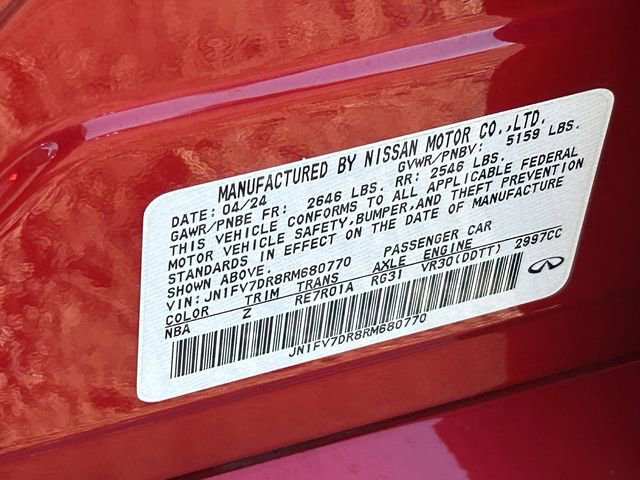 MANUFACTURED BY NISSAN MOTOR CO.,LTD.
DATE: 04/24 GVWR/PNBV: 5159 LBS.
GAWR/PNBE FR: 2646 LBS. RR: 2546 LBS.
THIS VEHICLE CONFORMS TO ALL APPLICABLE FEDERAL
MOTOR VEHICLE SAFETY,BUMPER,AND THEFT PREVENTION
STANDARDS IN EFFECT ON THE DATE OF MANUFACTURE
SHOWN ABOVE.
VIN: JN1FV7DR8RM680770 PASSENGER CAR
COLOR TRIM TRANS AXLE ENGINE
NBA Z RE7R01A RG31 VR30(DDTT) 2997CC
JN1FV7DR8RM680770